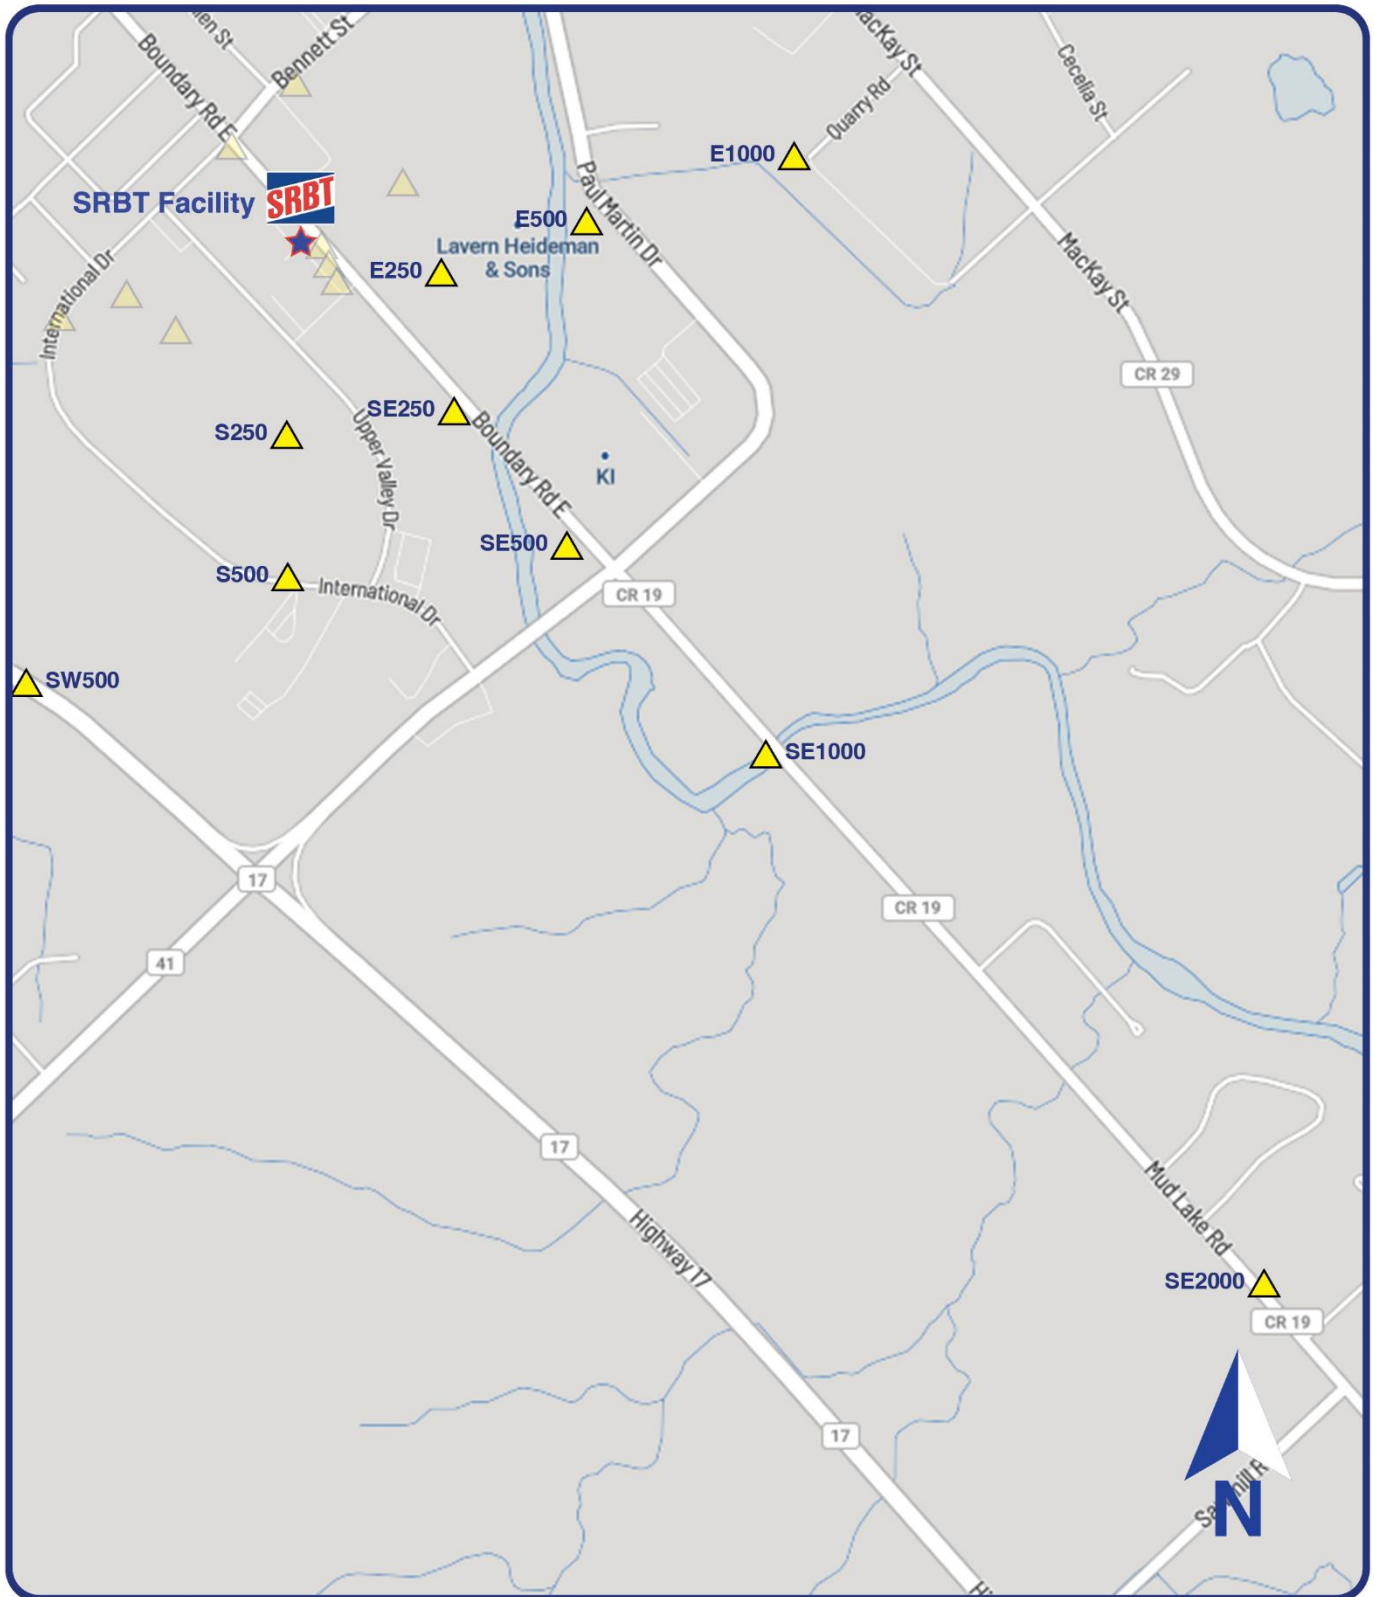 Bennett St
Boundary Rd E
MacKay St
Cecelia St
Quarry Rd
E1000
SRBT Facility
SRBT
Paul Martin Dr
E500
Lavern Heideman
& Sons
E250
International Dr
MacKay St
CR 29
SE250
S250
Upper Valley Dr
Boundary Rd E
KI
SE500
S500
International Dr
CR 19
SW500
SE1000
17
CR 19
41
17
Mud Lake Rd
Highway 17
SE2000
CR 19
17
N